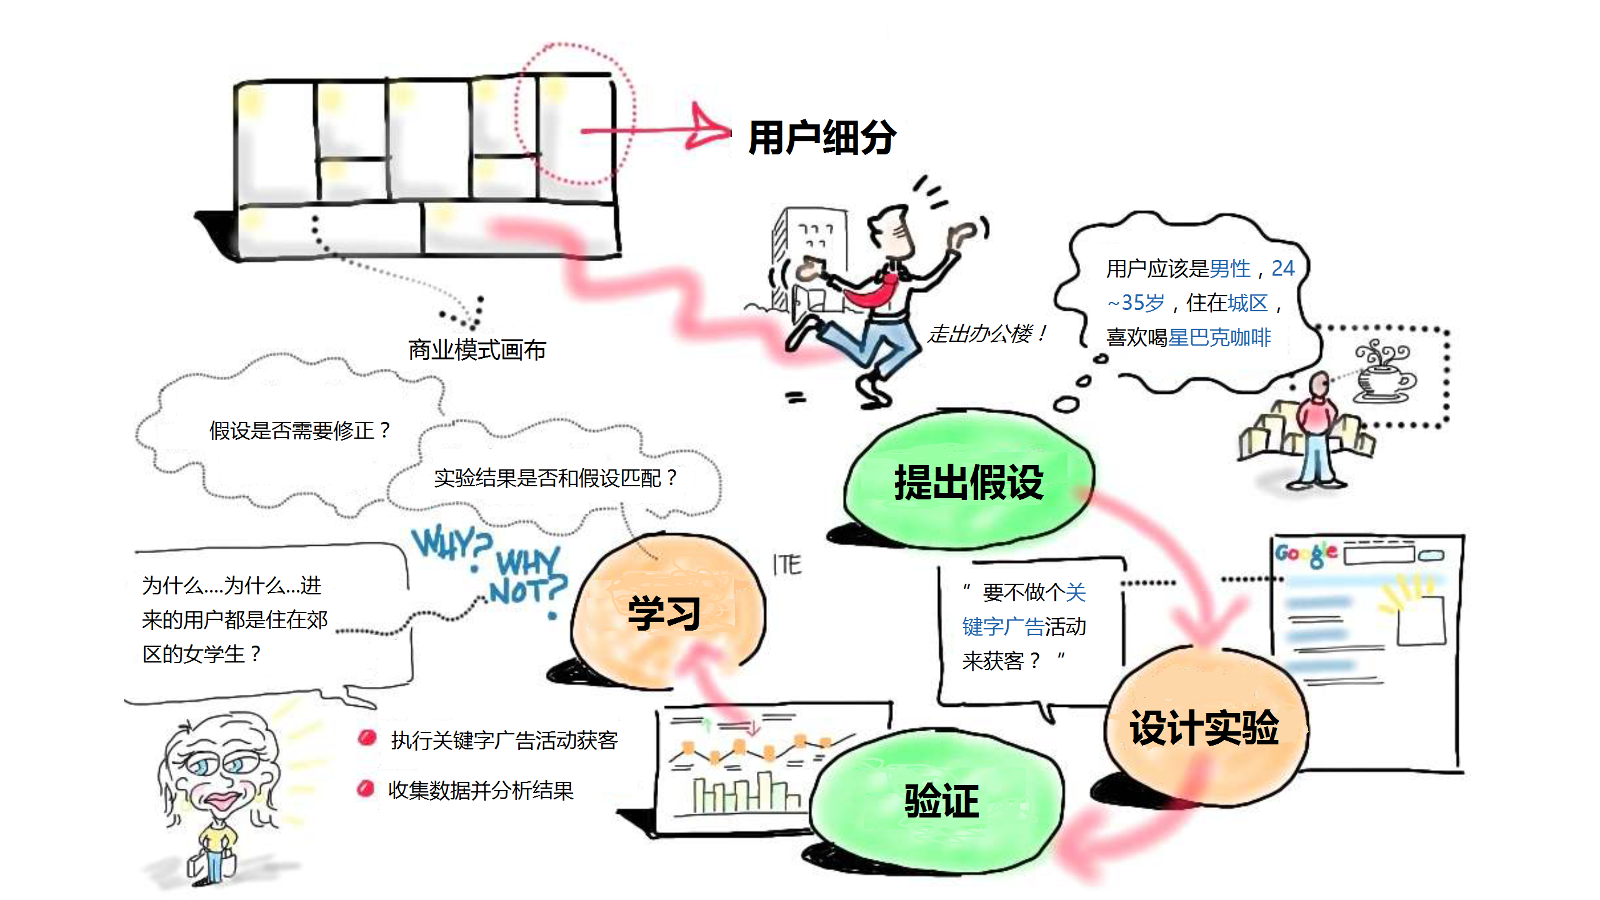 用户细分
商业模式画布
走出办公楼！
用户应该是男性，24
~35岁，住在城区，
喜欢喝星巴克咖啡
提出假设
假设是否需要修正？
实验结果是否和假设匹配？
WHY?
WHY
NOT?
ITE
学习
为什么....为什么...进
来的用户都是住在郊
区的女学生？
"要不做个关
键字广告活动
来获客？"
Google
设计实验
验证
执行关键字广告活动获客
收集数据并分析结果